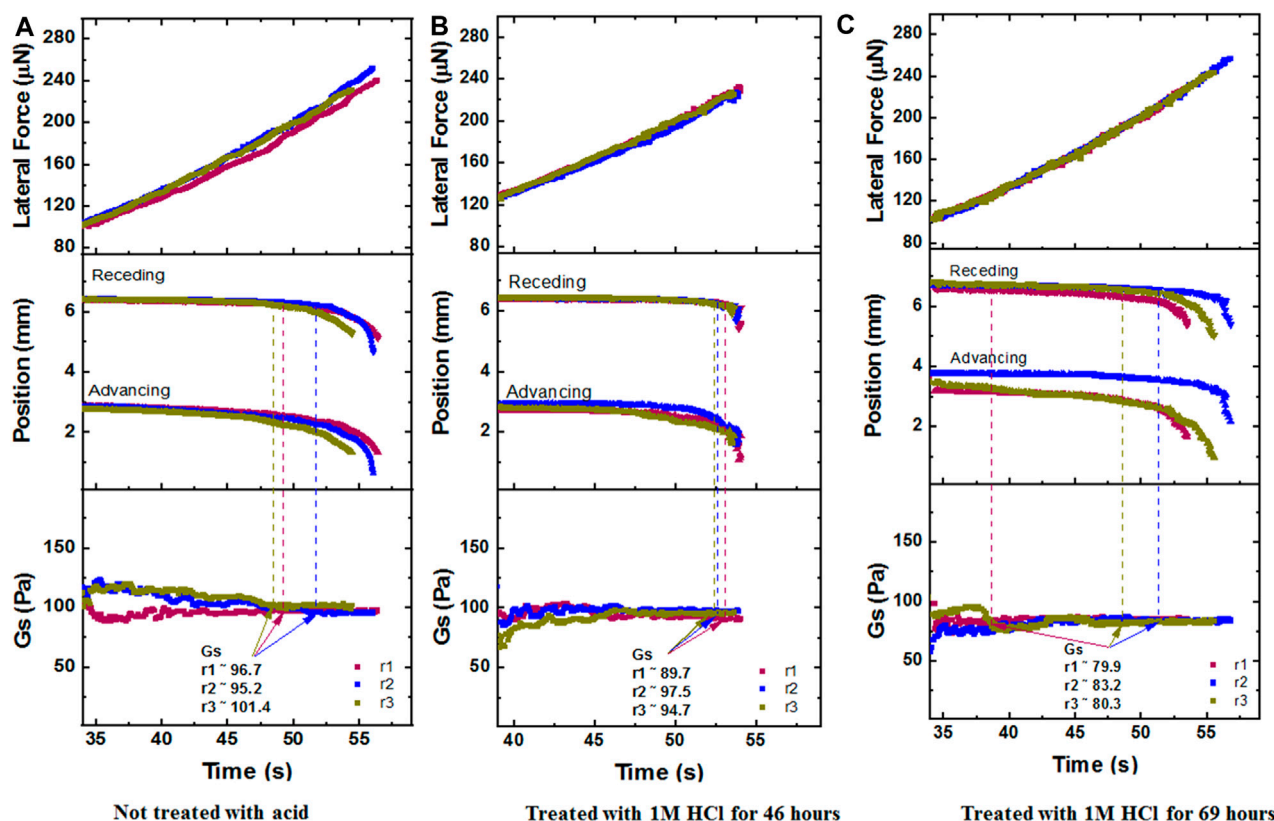 A
B
C
Lateral Force (µN)
240
200
160
120
80
Lateral Force (µN)
280
240
200
160
120
80
Lateral Force (µN)
280
240
200
160
120
80
Position (mm)
Receding
Advancing
6
4
2
Position (mm)
Receding
Advancing
6
4
2
Position (mm)
Receding
Advancing
6
4
2
Gs (Pa)
150
125
100
75
50
Gs
r1 ~ 96.7
r2 ~ 95.2
r3 ~ 101.4
r1
r2
r3
35 40 45 50 55
Time (s)
Gs (Pa)
150
100
50
Gs
r1 ~ 89.7
r2 ~ 97.5
r3 ~ 94.7
r1
r2
r3
40 45 50 55
Time (s)
Gs (Pa)
150
100
50
Gs
r1 ~ 79.9
r2 ~ 83.2
r3 ~ 80.3
r1
r2
r3
35 40 45 50 55
Time (s)
Not treated with acid
Treated with 1M HCl for 46 hours
Treated with 1M HCl for 69 hours